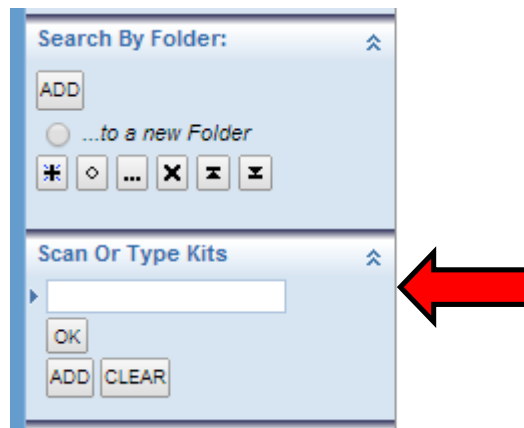 Search By Folder:
ADD
...to a new Folder
...
Scan Or Type Kits
OK
ADD CLEAR